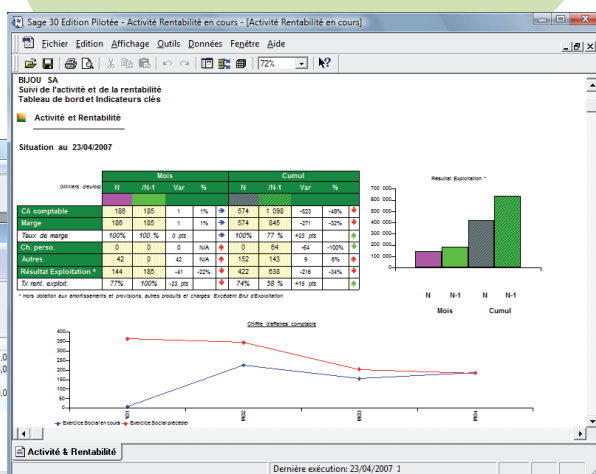 Sage 30 Edition Pilotée - Activité Rentabilité en cours - [Activité Rentabilité en cours]
Fichier Edition Affichage Outils Données Fenêtre Aide
72%
BIJOU SA
Suivi de l'activité et de la rentabilité
Tableau de bord et Indicateurs clés
Activité et Rentabilité
Situation au 23/04/2007
Mois Cumul
(Milliers d'euros) N /N-1 Var % N /N-1 Var %
CA comptable 186 185 1 1% 574 1 098 -523 -48%
Marge 186 185 1 1% 574 845 -271 -32%
Taux de marge 100% 100 % 0 pts 100% 77 % +23 pts
Ch. perso. 0 0 0 N/A 0 64 -64 -100%
Autres 42 0 42 N/A 152 143 9 6%
Résultat Exploitation * 144 185 -41 -22% 422 638 -216 -34%
Tx rent. exploit. 77% 100% -23 pts 74% 58 % +15 pts
* Hors dotation aux amortissements et provisions, autres produits et charges: Excédent Brut d'Exploitation
Résultat Exploitation *
700 000
600 000
500 000
400 000
300 000
200 000
100 000
0
N N-1 N N-1
Mois Cumul
Chiffre d'affaires comptable
400
350
300
250
200
150
100
50
0
Exercice Social en cours Exercice Social précéder
Activité & Rentabilité
Dernière exécution: 23/04/2007 1